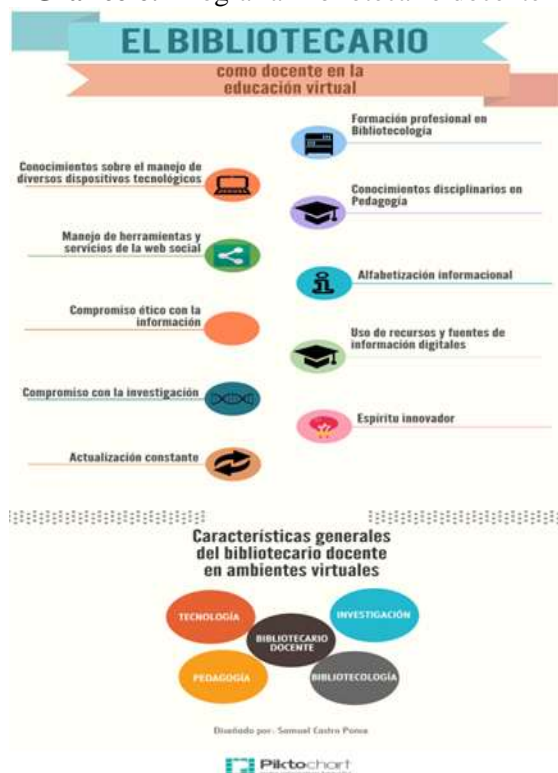 EL BIBLIOTECARIO
como docente en la
educación virtual
Formación profesional en
Bibliotecología
Conocimientos sobre el manejo de
diversos dispositivos tecnológicos
Conocimientos disciplinarios en
Pedagogía
Manejo de herramientas y
servicios de la web social
Alfabetización informacional
Compromiso ético con la
información
Uso de recursos y fuentes de
información digitales
Compromiso con la investigación
Espíritu innovador
Actualización constante
Características generales
del bibliotecario docente
en ambientes virtuales
TECNOLOGÍA
INVESTIGACIÓN
BIBLIOTECARIO
DOCENTE
PEDAGOGÍA
BIBLIOTECOLOGÍA
Diseñado por: Samuel Castro Ponce
Piktochart